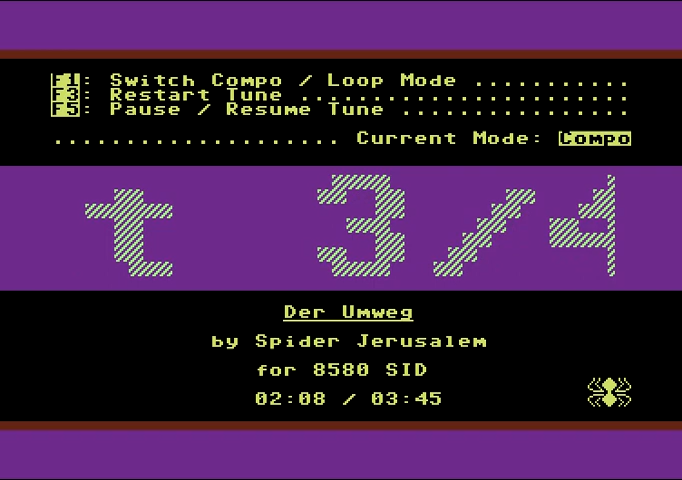 F1: Switch Compo / Loop Mode ...........
F3: Restart Tune .......................
F5: Pause / Resume Tune ................
.................... Current Mode: Compo
t 3/4
Der Umweg
by Spider Jerusalem
for 8580 SID
02:08 / 03:45